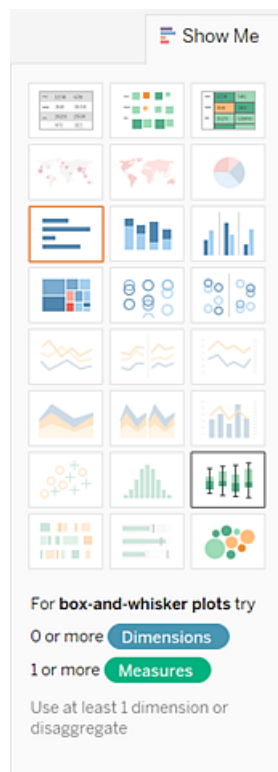 Show Me
For box-and-whisker plots try
0 or more Dimensions
1 or more Measures
Use at least 1 dimension or
disaggregate